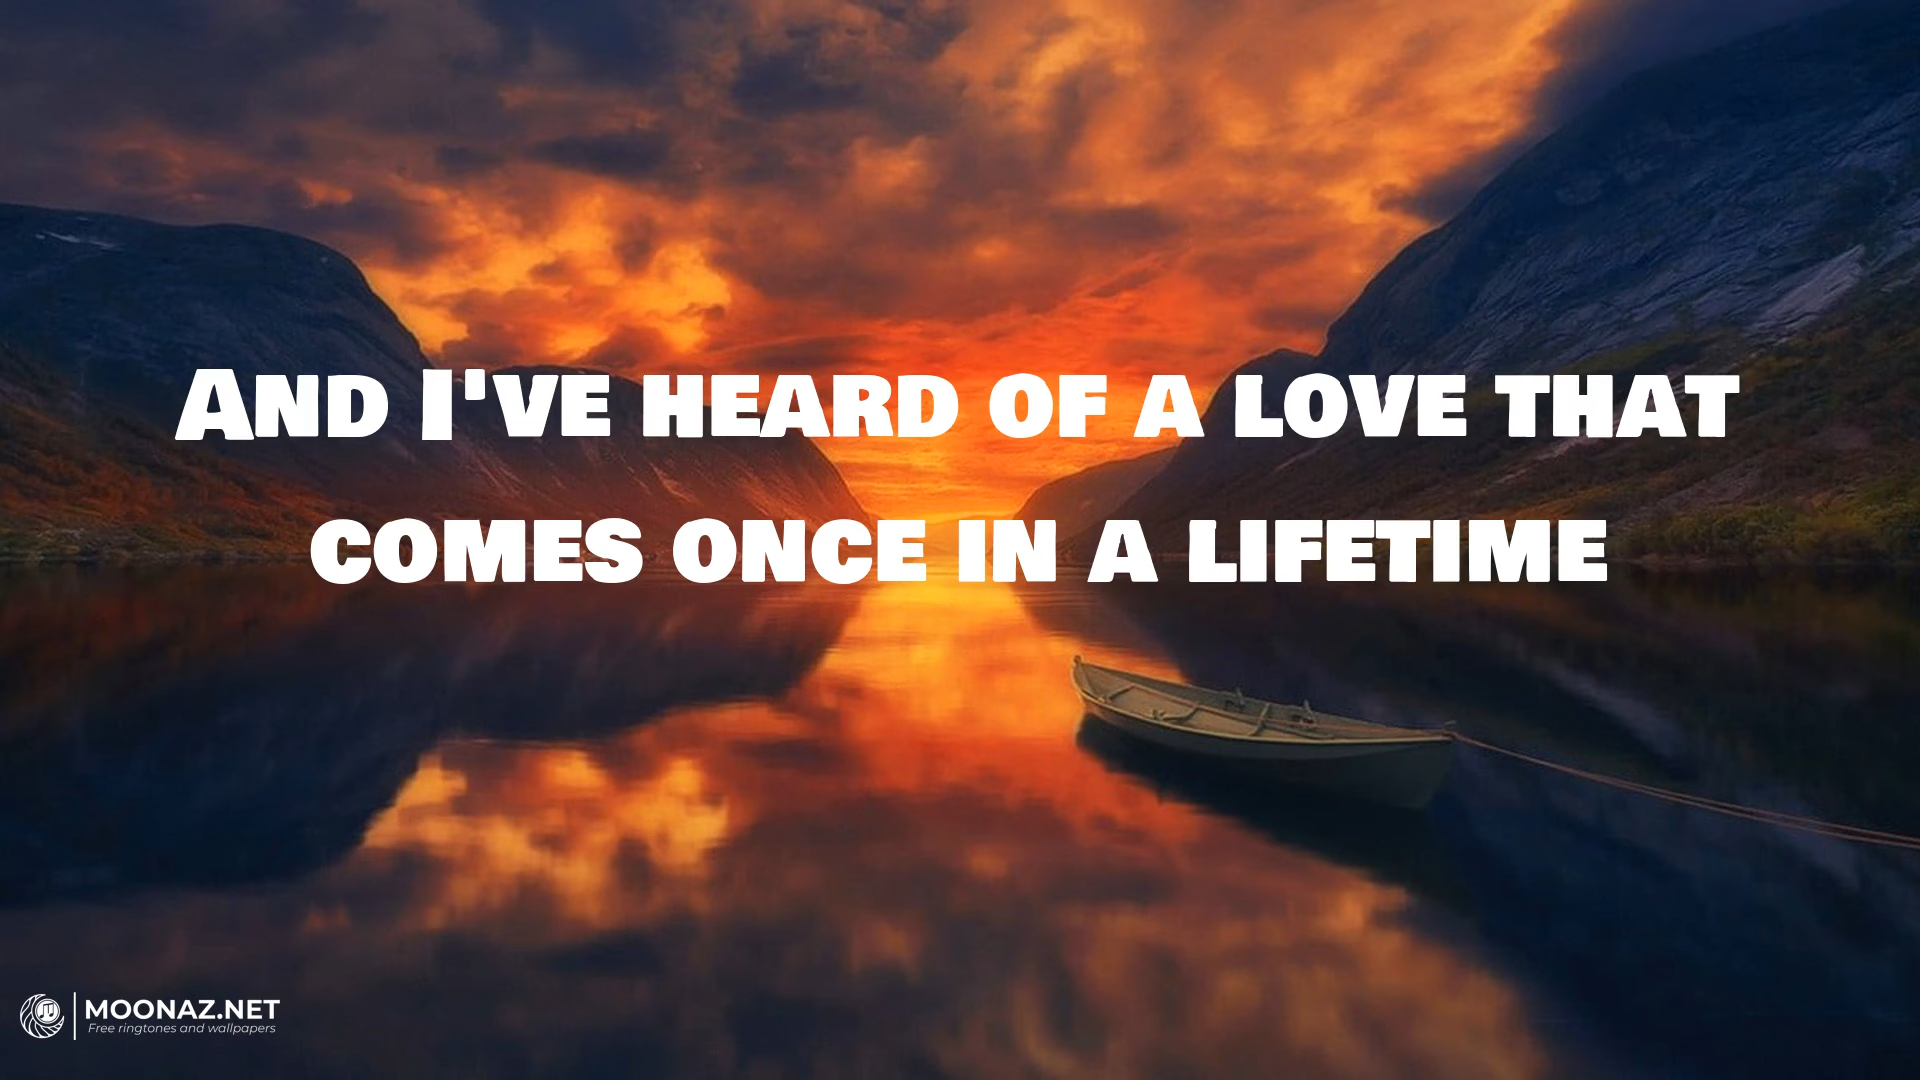 And I've heard of a love that
comes once in a lifetime
MOONAZ.NET
Free ringtones and wallpapers